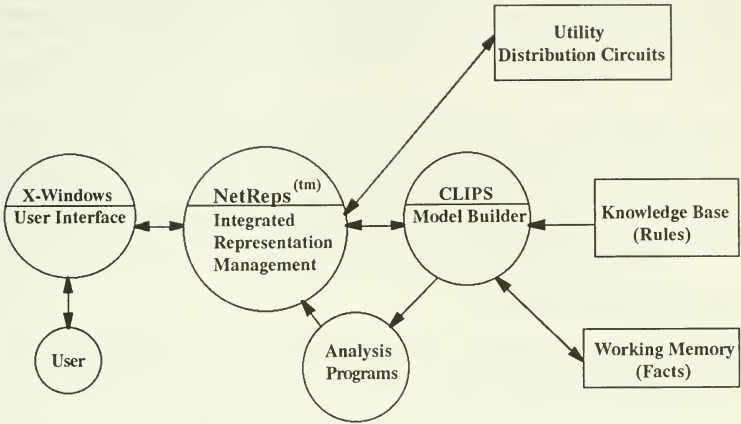 Utility
Distribution Circuits
X-Windows
User Interface
NetReps (tm)
Integrated
Representation
Management
CLIPS
Model Builder
Knowledge Base
(Rules)
User
Analysis
Programs
Working Memory
(Facts)